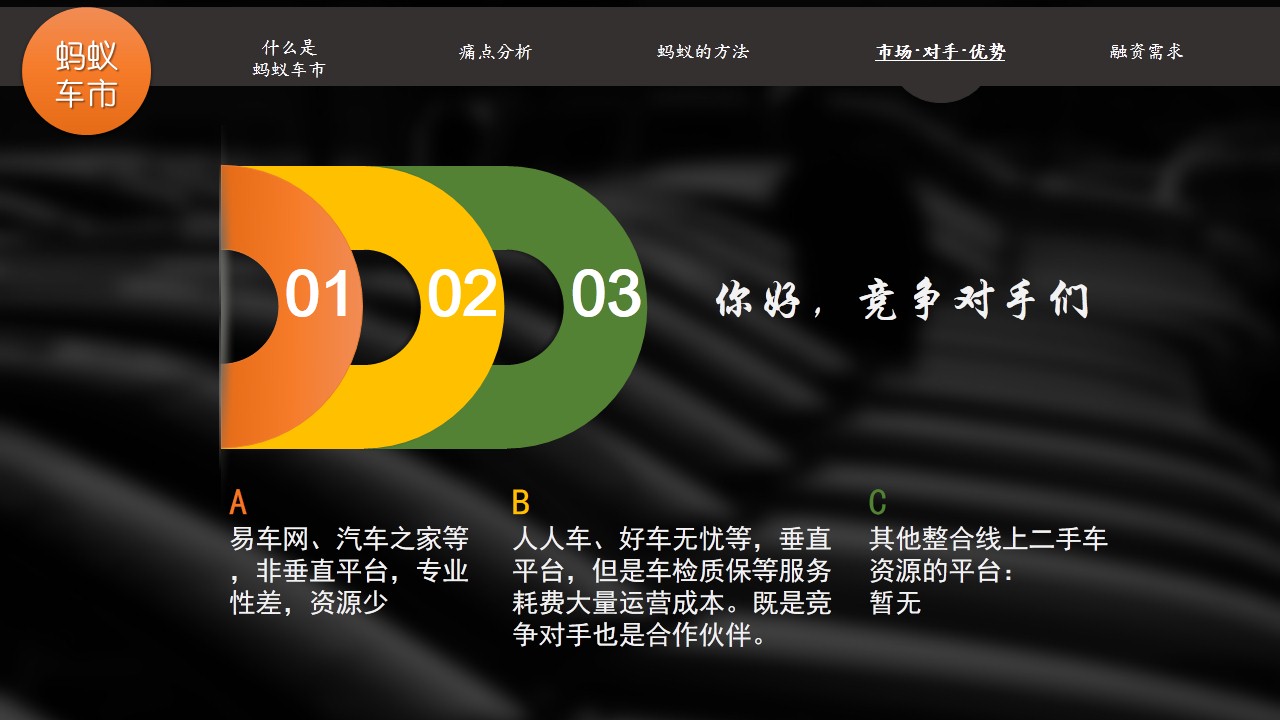 蚂蚁
车市
什么是
蚂蚁车市
痛点分析
蚂蚁的方法
市场·对手·优势
融资需求
01
02
03
你好，竞争对手们
A
易车网、汽车之家等
，非垂直平台，专业
性差，资源少
B
人人车、好车无忧等，垂直
平台，但是车检质保等服务
耗费大量运营成本。既是竞
争对手也是合作伙伴。
C
其他整合线上二手车
资源的平台：
暂无